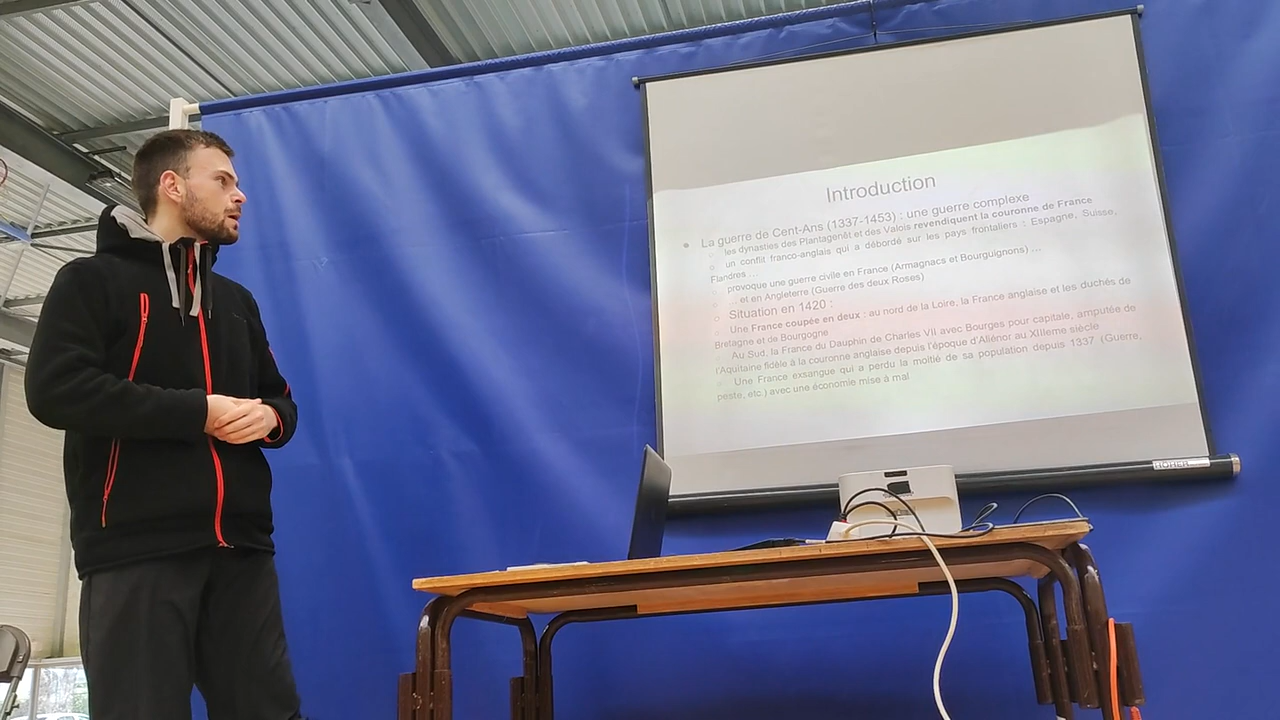 Introduction
La guerre de Cent-Ans (1337-1453) : une guerre complexe
les dynasties des Plantagenêt et des Valois revendiquent la couronne de France
un conflit franco-anglais qui a débordé sur les pays frontaliers : Espagne, Suisse,
Flandres ...
provoque une guerre civile en France (Armagnacs et Bourguignons) ...
... et en Angleterre (Guerre des deux Roses)
Situation en 1420 :
Une France coupée en deux : au nord de la Loire, la France anglaise et les duchés de
Bretagne et de Bourgogne
Au Sud, la France du Dauphin de Charles VII avec Bourges pour capitale, amputée de
l'Aquitaine fidèle à la couronne anglaise depuis l'époque d'Aliénor au XIIIeme siècle
Une France exsangue qui a perdu la moitié de sa population depuis 1337 (Guerre,
peste, etc.) avec une économie mise à mal
HÖHER